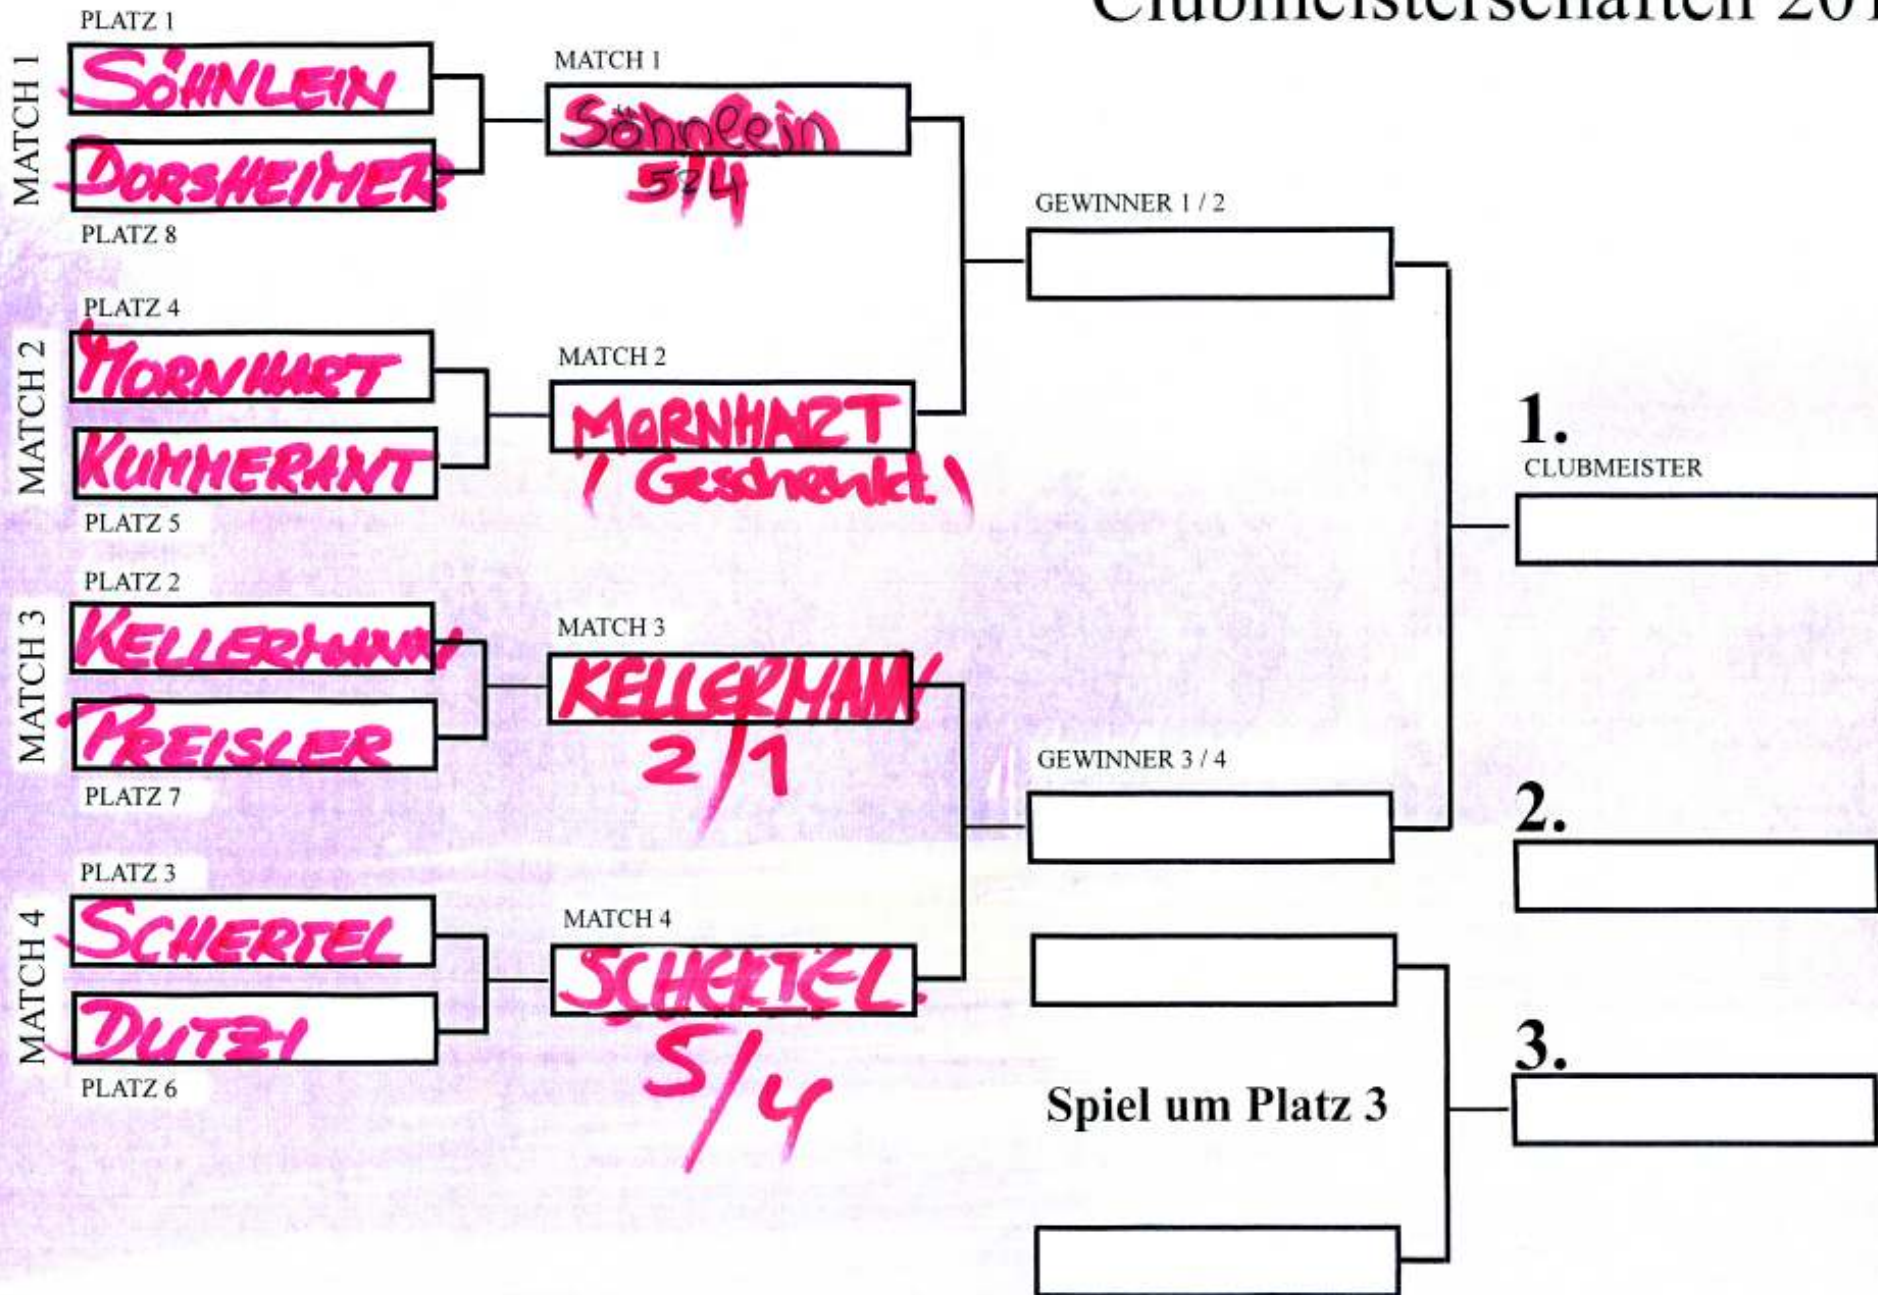 Clubmeisterschaften 201
MATCH 1
PLATZ 1
SÖHNLEIN
DORSHEIMER
PLATZ 8
MATCH 1
Söhnlein
5/4
MATCH 2
PLATZ 4
MORNHART
KUMMERANT
PLATZ 5
MATCH 2
MORNHART
(Geschenkt.)
GEWINNER 1 / 2
MATCH 3
PLATZ 2
KELLERMANN
PREISLER
PLATZ 7
MATCH 3
KELLERMANN
2/1
MATCH 4
PLATZ 3
SCHERTEL
DUTZI
PLATZ 6
MATCH 4
SCHERTEL.
5/4
GEWINNER 3 / 4
Spiel um Platz 3
1.
CLUBMEISTER
2.
3.